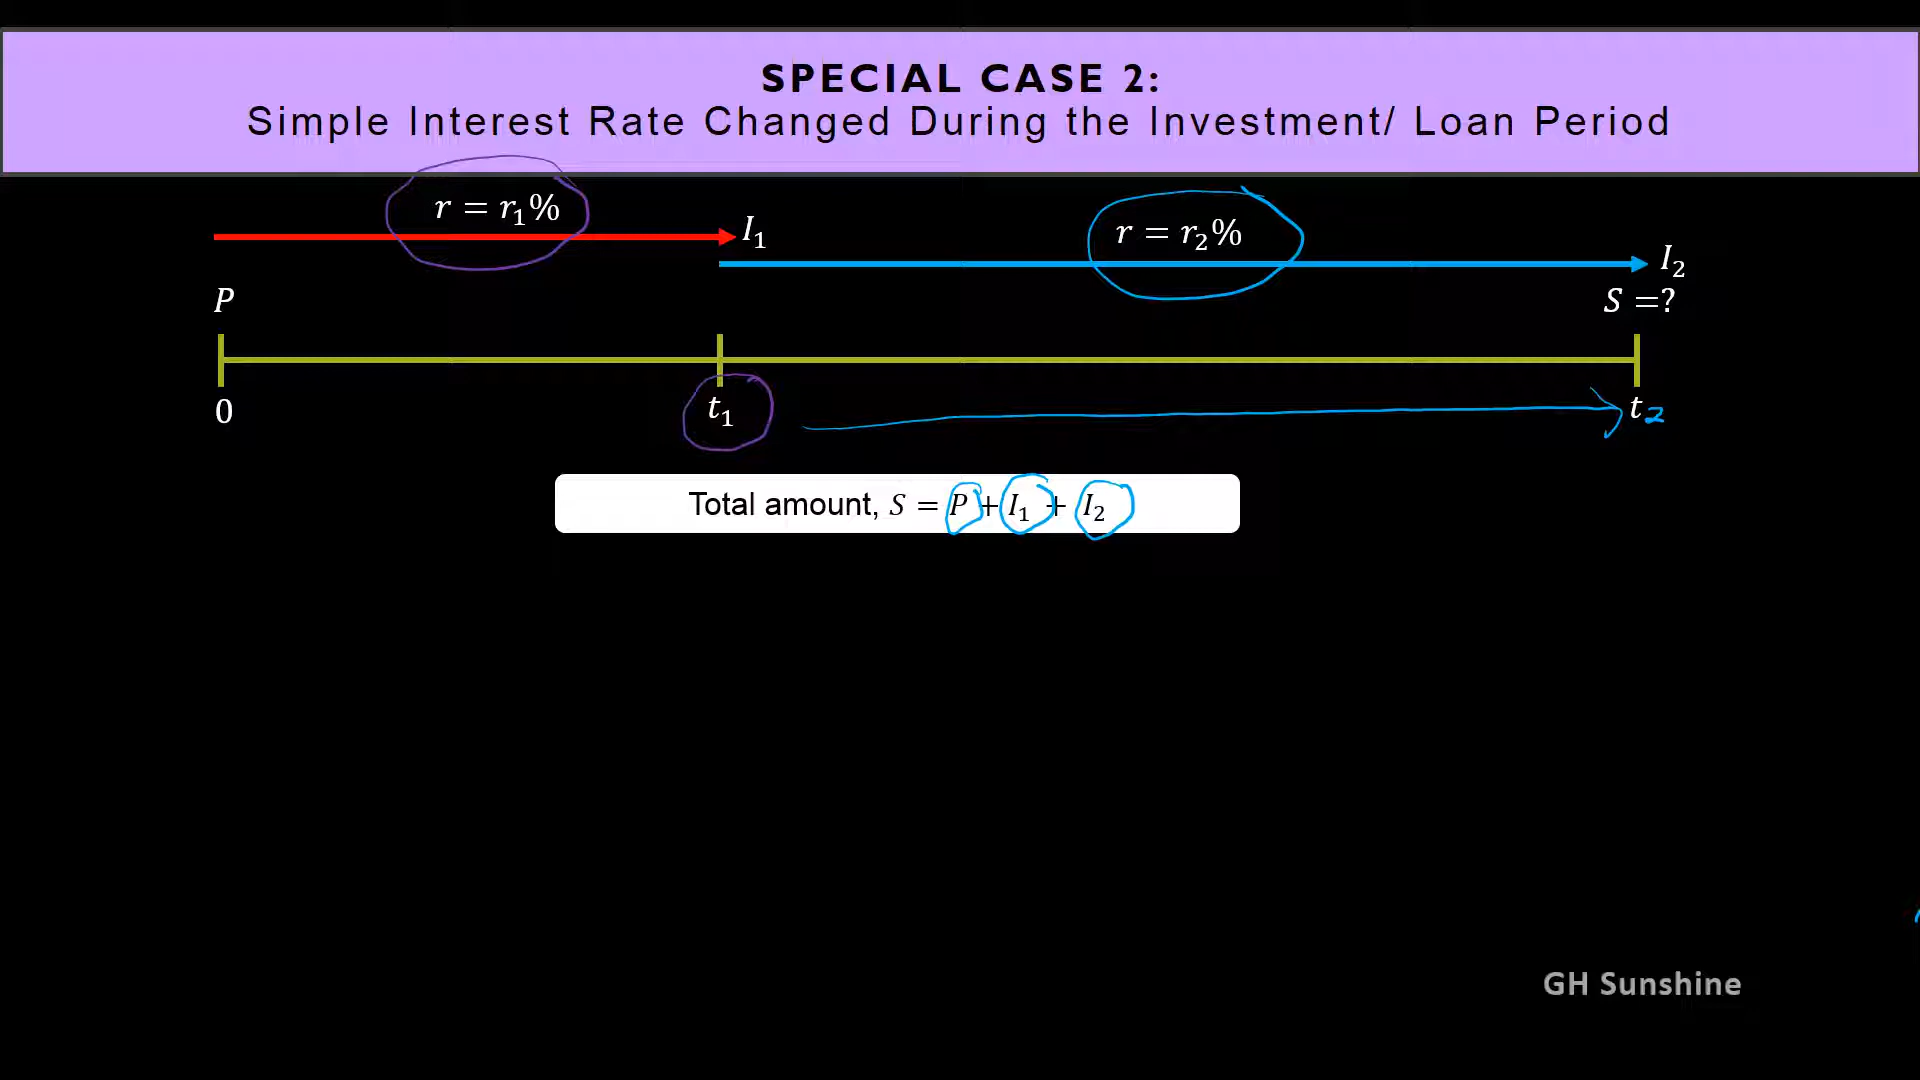 SPECIAL CASE 2:
Simple Interest Rate Changed During the Investment/ Loan Period
r = r₁%
I₁
r = r₂%
I₂
P
S =?
0
t₁
t₂
Total amount, S = P + I₁ + I₂
GH Sunshine